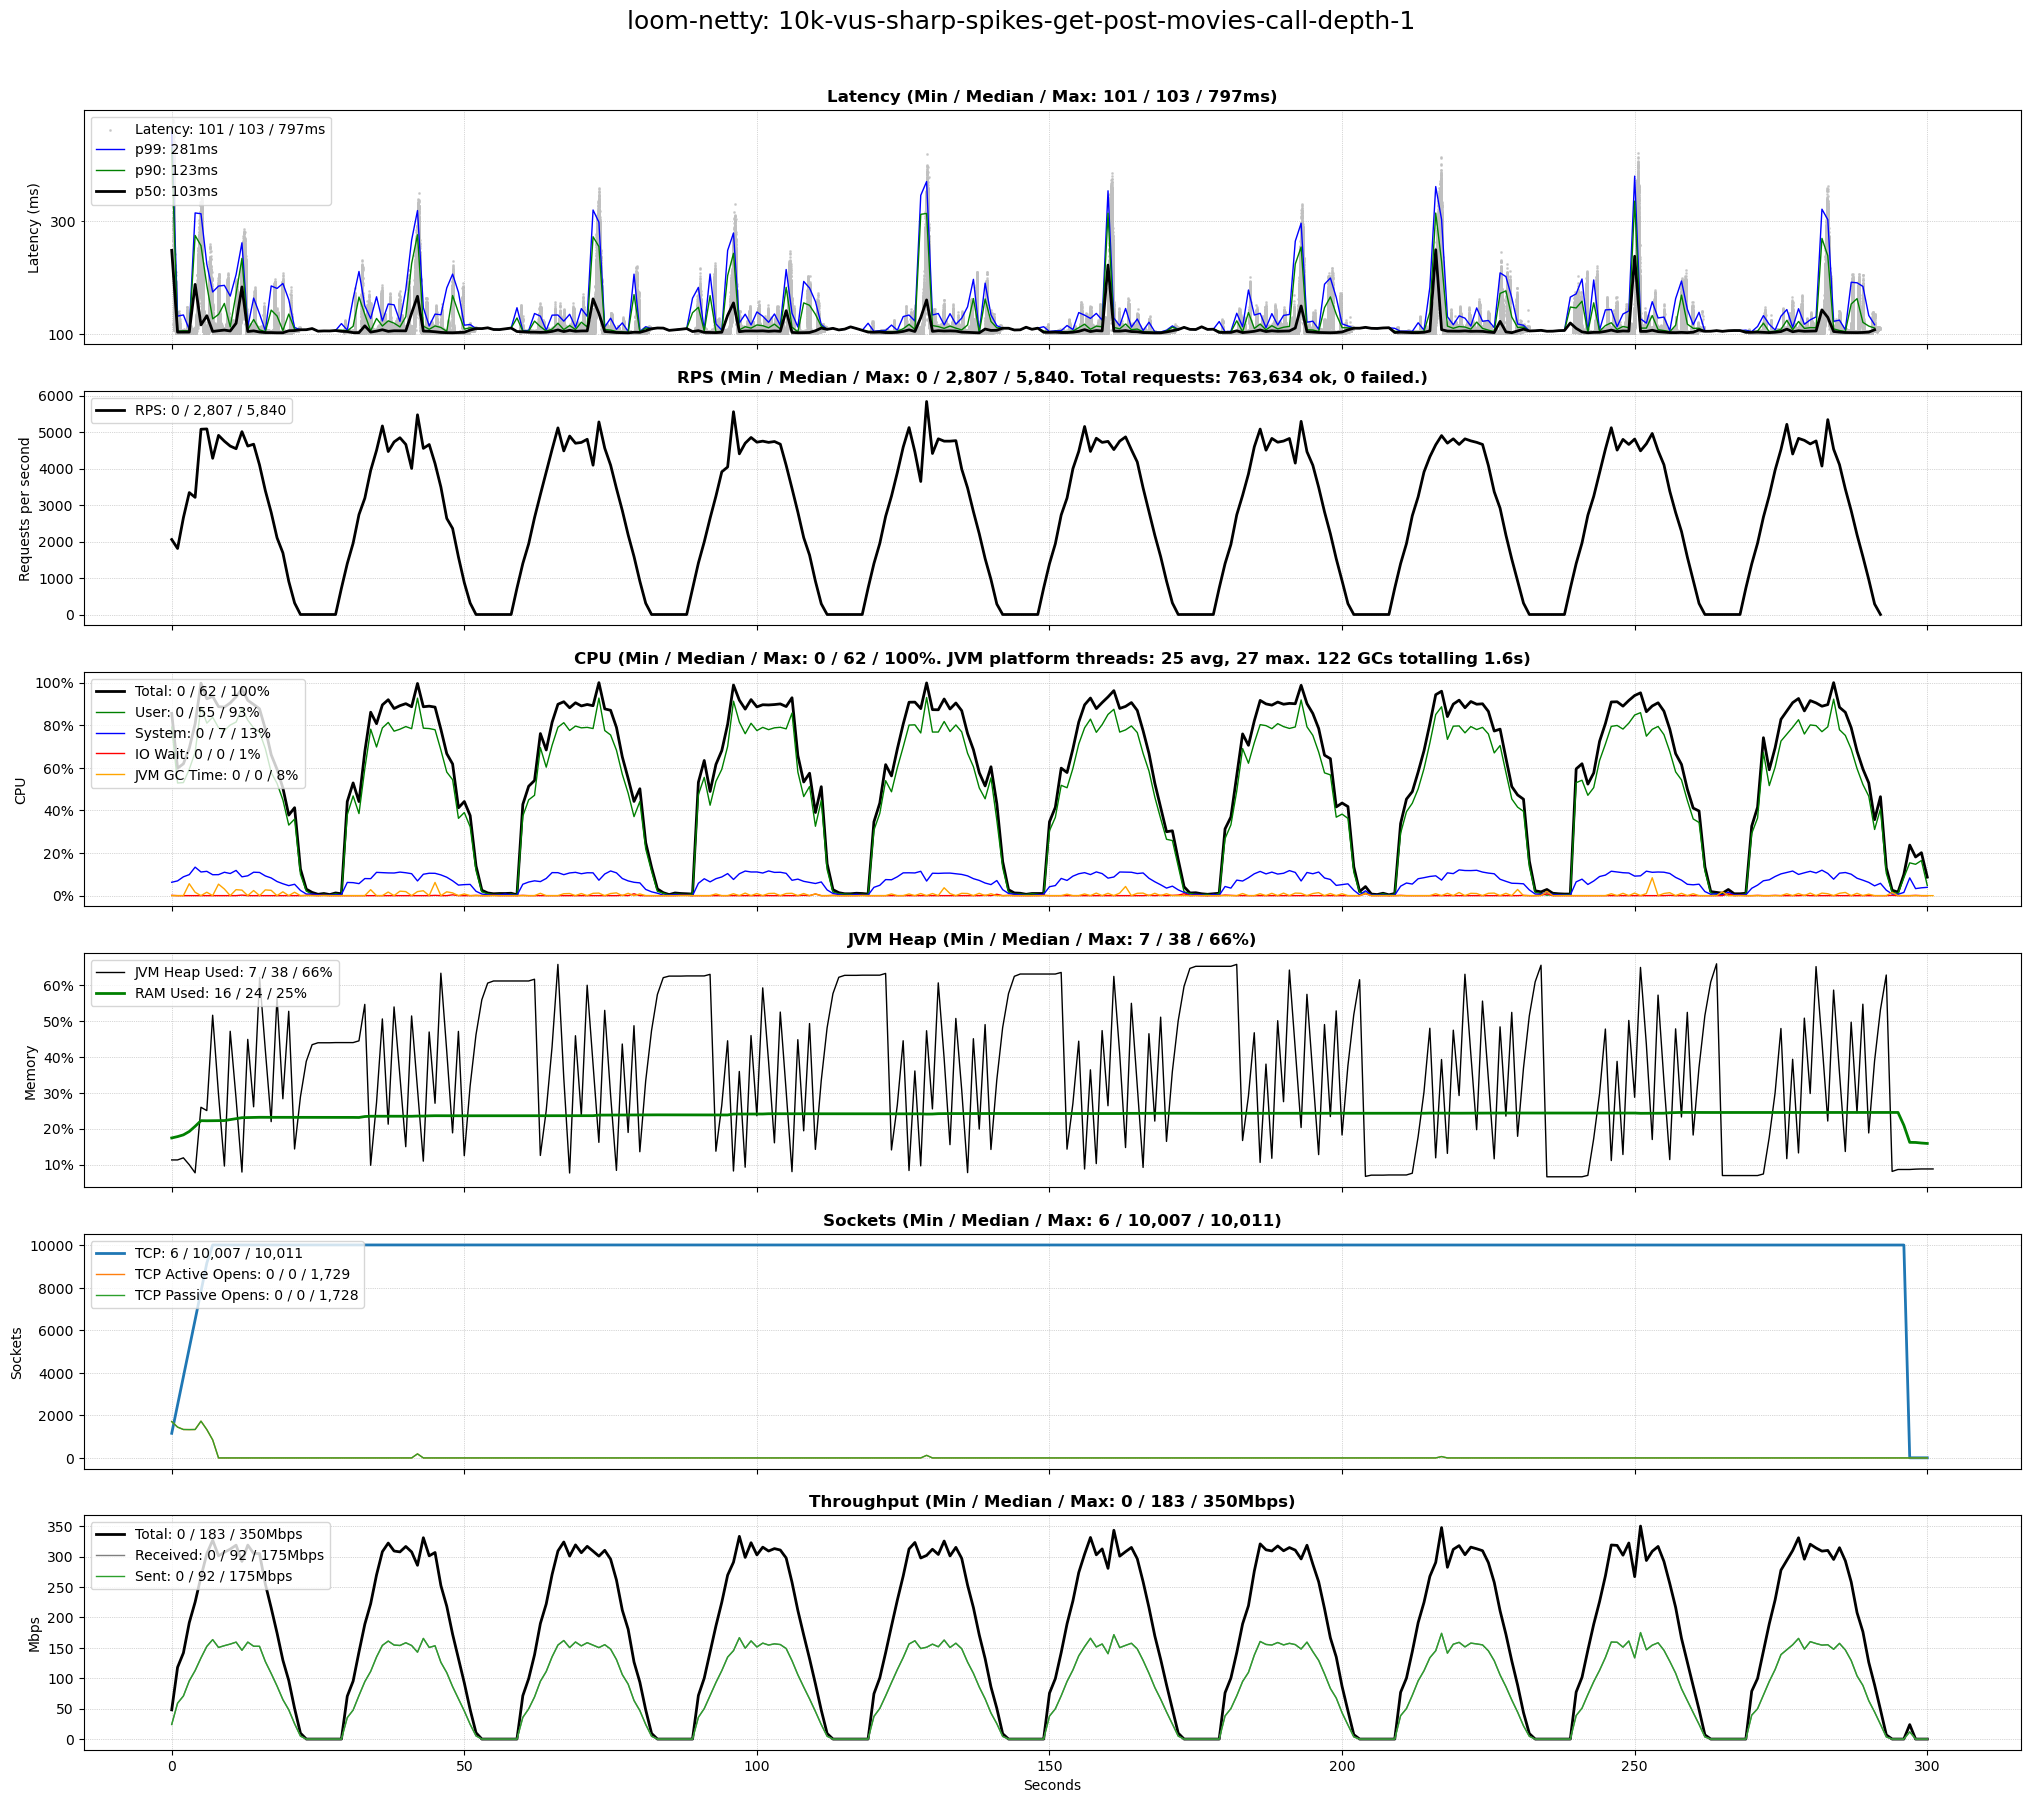 loom-netty: 10k-vus-sharp-spikes-get-post-movies-call-depth-1
Latency (Min / Median / Max: 101 / 103 / 797ms)
Latency: 101 / 103 / 797ms
p99: 281ms
p90: 123ms
p50: 103ms
Latency (ms)
300
100
RPS (Min / Median / Max: 0 / 2,807 / 5,840. Total requests: 763,634 ok, 0 failed.)
RPS: 0 / 2,807 / 5,840
Requests per second
6000
5000
4000
3000
2000
1000
0
CPU (Min / Median / Max: 0 / 62 / 100%. JVM platform threads: 25 avg, 27 max. 122 GCs totalling 1.6s)
Total: 0 / 62 / 100%
User: 0 / 55 / 93%
System: 0 / 7 / 13%
IO Wait: 0 / 0 / 1%
JVM GC Time: 0 / 0 / 8%
CPU
100%
80%
60%
40%
20%
0%
JVM Heap (Min / Median / Max: 7 / 38 / 66%)
JVM Heap Used: 7 / 38 / 66%
RAM Used: 16 / 24 / 25%
Memory
60%
50%
40%
30%
20%
10%
Sockets (Min / Median / Max: 6 / 10,007 / 10,011)
TCP: 6 / 10,007 / 10,011
TCP Active Opens: 0 / 0 / 1,729
TCP Passive Opens: 0 / 0 / 1,728
Sockets
10000
8000
6000
4000
2000
0
Throughput (Min / Median / Max: 0 / 183 / 350Mbps)
Total: 0 / 183 / 350Mbps
Received: 0 / 92 / 175Mbps
Sent: 0 / 92 / 175Mbps
Mbps
350
300
250
200
150
100
50
0
0 50 100 150 200 250 300
Seconds